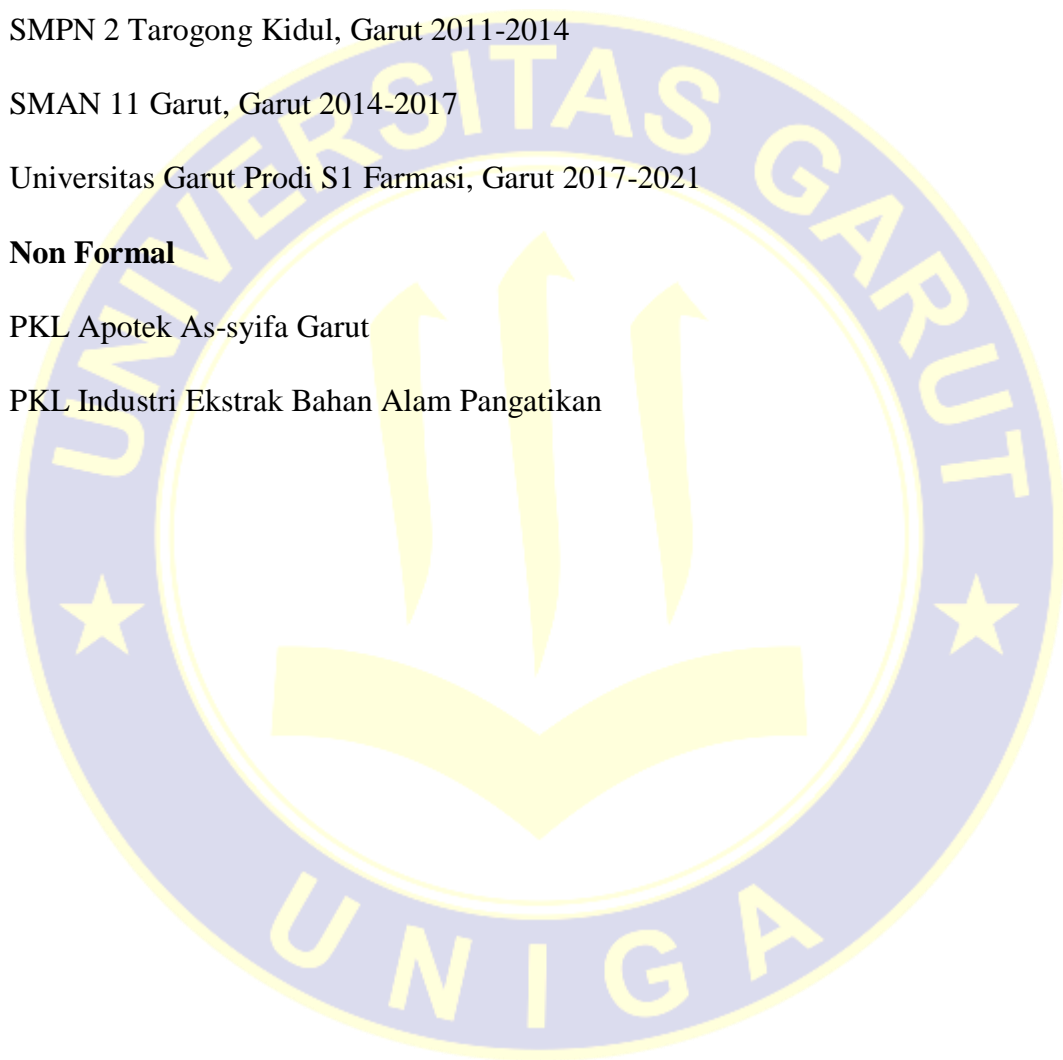 SMPN 2 Tarogong Kidul, Garut 2011-2014
SMAN 11 Garut, Garut 2014-2017
Universitas Garut Prodi S1 Farmasi, Garut 2017-2021
Non Formal
PKL Apotek As-syifa Garut
PKL Industri Ekstrak Bahan Alam Pangatikan
UNIVERSITAS GARUT
UNIGA